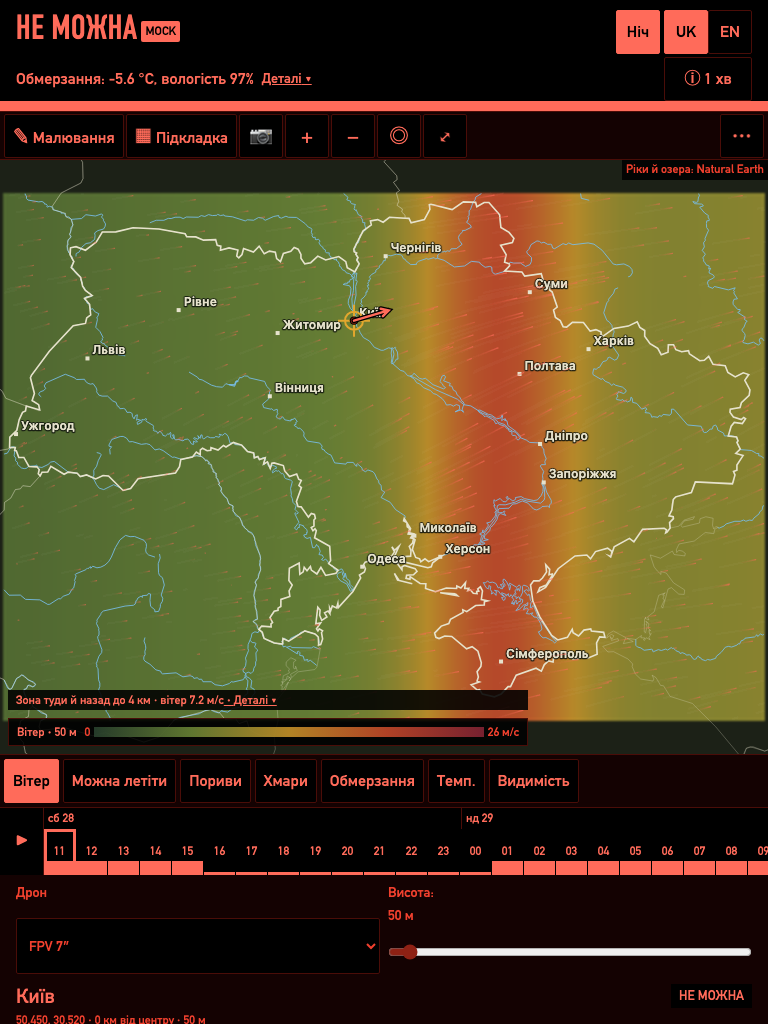 НЕ МОЖНА МОСК
Ніч UK EN
Обмерзання: -5.6 °C, вологість 97% Деталі ▾
ⓘ 1 хв
✎ Малювання ▦ Підкладка + − ◎ ⤢ ⋯
Ріки й озера: Natural Earth
Чернігів
Суми
Рівне
Житомир
Харків
Львів
Полтава
Вінниця
Ужгород
Дніпро
Запоріжжя
Миколаїв
Херсон
Одеса
Сімферополь
Зона туди й назад до 4 км · вітер 7.2 м/с · Деталі ▾
Вітер · 50 м 0 26 м/с
Вітер Можна летіти Пориви Хмари Обмерзання Темп. Видимість
сб 28 нд 29
▶ 11 12 13 14 15 16 17 18 19 20 21 22 23 00 01 02 03 04 05 06 07 08 09
Дрон Висота:
50 м
FPV 7″
Київ НЕ МОЖНА
50.450, 30.520 · 0 км від центру · 50 м